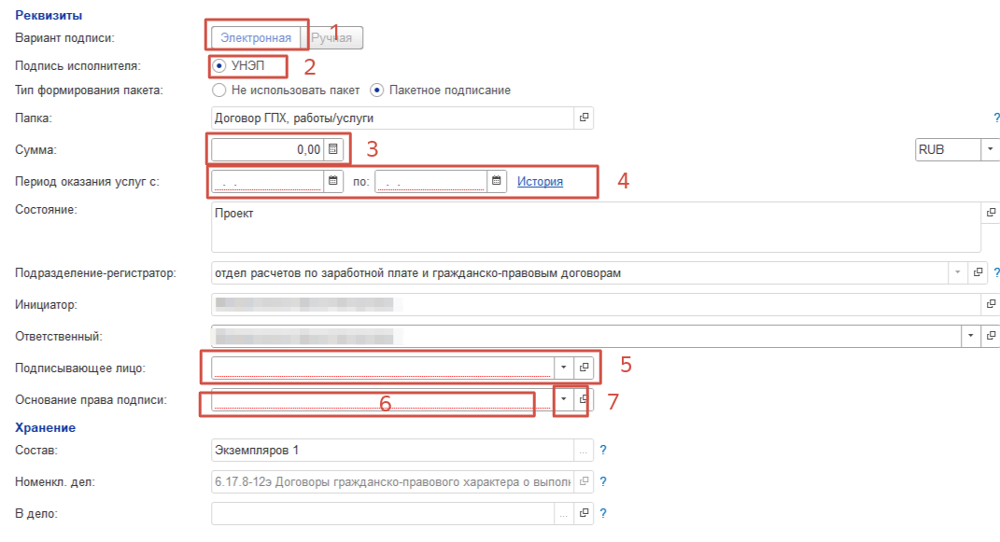 Реквизиты
Вариант подписи: Электронная Ручная 1
Подпись исполнителя: УНЭП 2
Тип формирования пакета: Не использовать пакет Пакетное подписание
Папка: Договор ГПХ, работы/услуги ?
Сумма: 0,00 3 RUB
Период оказания услуг с: . . по: . . История 4
Состояние: Проект
Подразделение-регистратор: отдел расчетов по заработной плате и гражданско-правовым договорам ?
Инициатор:
Ответственный:
Подписывающее лицо: 5
Основание права подписи: 6 7
Хранение
Состав: Экземпляров 1 ... ?
Номенкл. дел: 6.17.8-12э Договоры гражданско-правового характера о выполн ?
В дело: ... ?